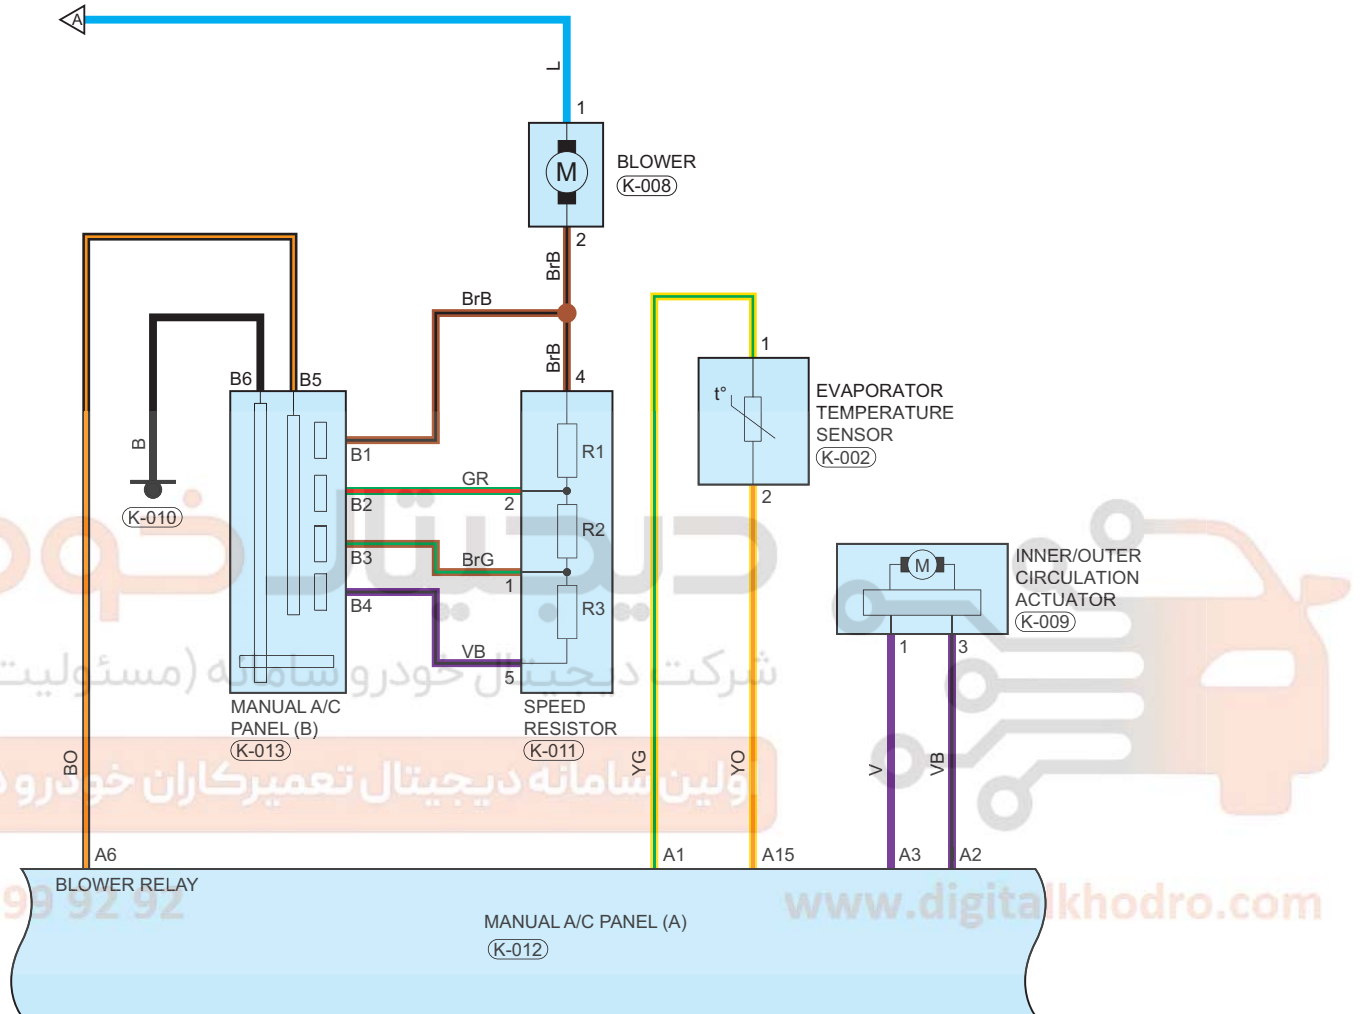 A
L
1
M
BLOWER
K-008
2
BrB
BrB
BrB
4
B6
B5
B
K-010
B1
B2
B3
B4
GR
2
BrG
1
VB
5
R1
R2
R3
MANUAL A/C
PANEL (B)
K-013
SPEED
RESISTOR
K-011
1
t°
EVAPORATOR
TEMPERATURE
SENSOR
K-002
2
M
INNER/OUTER
CIRCULATION
ACTUATOR
K-009
1
3
BO
YG
YO
V
VB
A6
A1
A15
A3
A2
BLOWER RELAY
MANUAL A/C PANEL (A)
K-012
دیجیتال خودرو
شرکت دیجیتال خودرو سامانه (مسئولیت
اولین سامانه دیجیتال تعمیرکاران خودرو
99 92 92
www.digitalkhodro.com